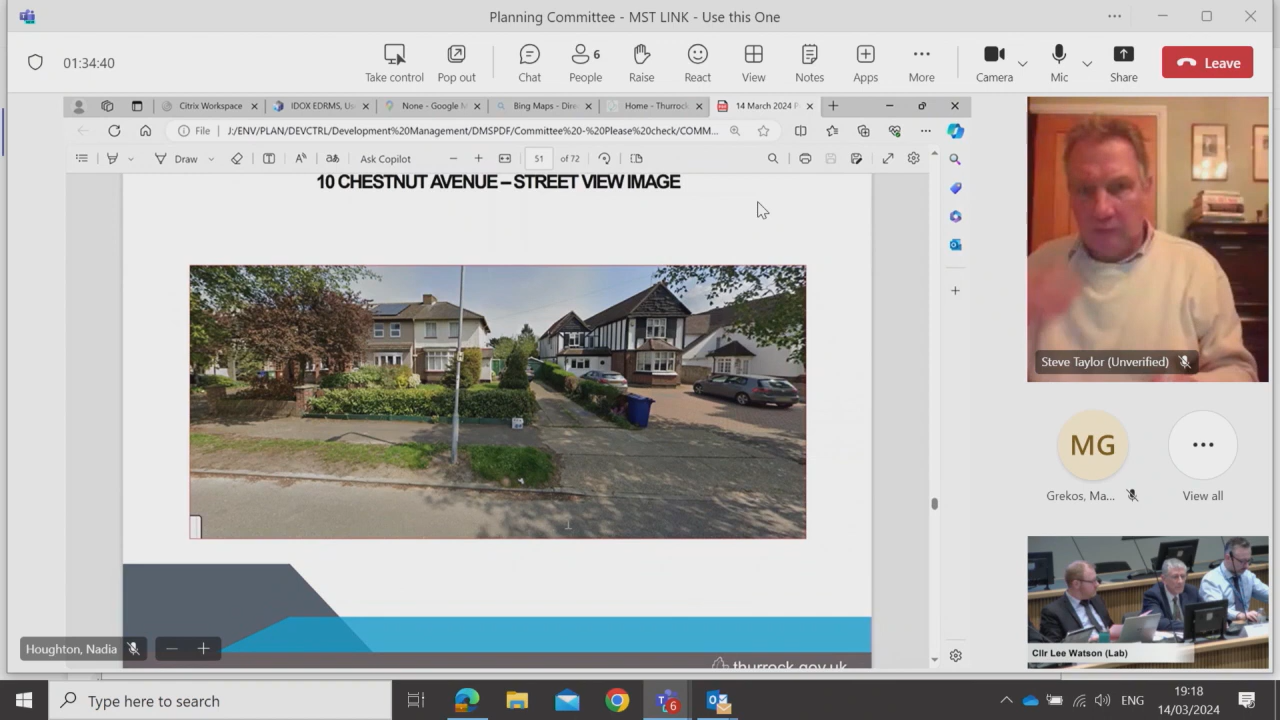 Planning Committee - MST LINK - Use this One
01:34:40
Take control
Pop out
Chat
6
People
Raise
React
View
Notes
Apps
More
Camera
Mic
Share
Leave
Citrix Workspace
IDOX EDRMS, Us
None - Google M
Bing Maps - Dire
Home - Thurrock
14 March 2024 P
File
J:/ENV/PLAN/DEVCTRL/Development%20Management/DMSPDF/Committee%20-%20Please%20check/COMM...
Draw
Ask Copilot
51
of 72
10 CHESTNUT AVENUE – STREET VIEW IMAGE
thurrock.gov.uk
Houghton, Nadia
Steve Taylor (Unverified)
MG
Grekos, Ma...
View all
Cllr Lee Watson (Lab)
Type here to search
6
ENG
19:18
14/03/2024